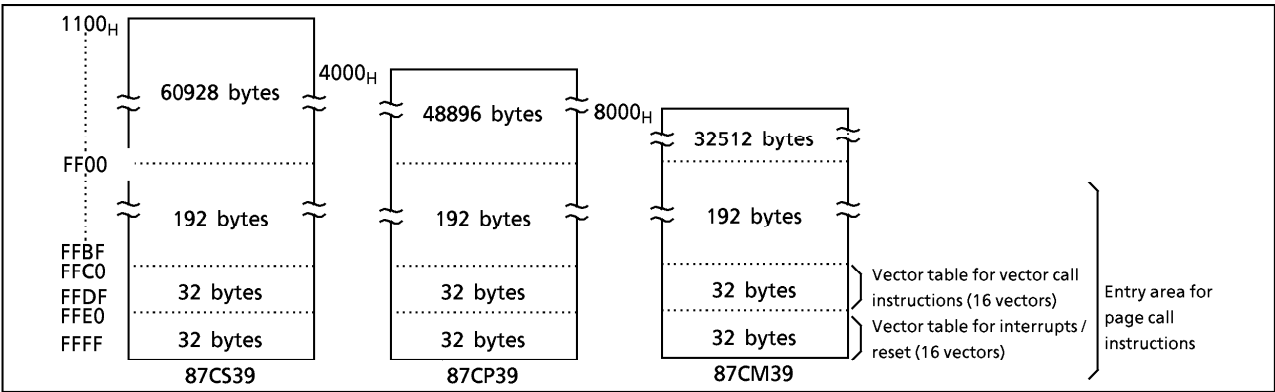 1100H
4000H
60928 bytes
48896 bytes
8000H
32512 bytes
FF00
192 bytes
192 bytes
192 bytes
FFBF
FFC0
FFDF
32 bytes
32 bytes
32 bytes
Vector table for vector call
instructions (16 vectors)
FFE0
FFFF
32 bytes
32 bytes
32 bytes
Vector table for interrupts /
reset (16 vectors)
Entry area for
page call
instructions
87CS39
87CP39
87CM39